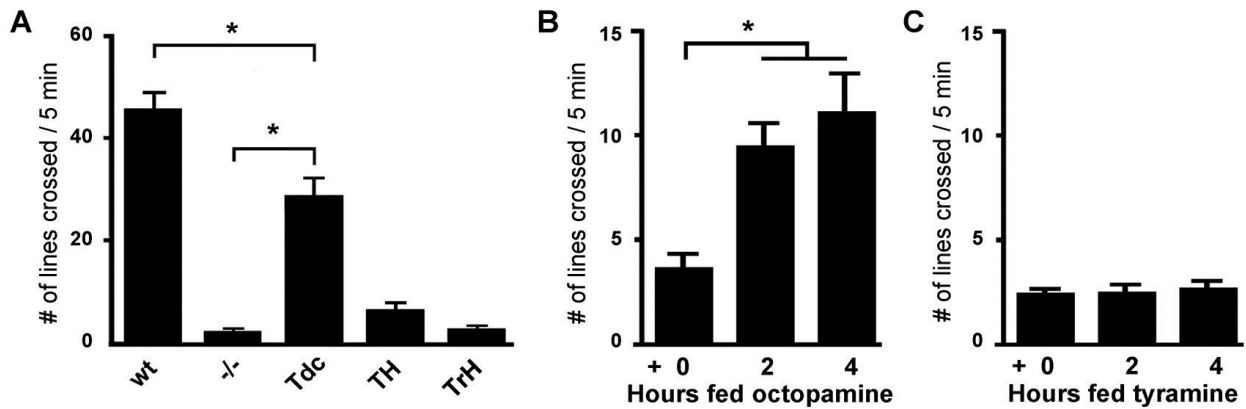 A
# of lines crossed / 5 min
60
40
20
0
*
*
wt
-/-
Tdc
TH
TrH
B
# of lines crossed / 5 min
15
10
5
0
*
+ 0 2 4
Hours fed octopamine
C
# of lines crossed / 5 min
15
10
5
0
+ 0 2 4
Hours fed tyramine